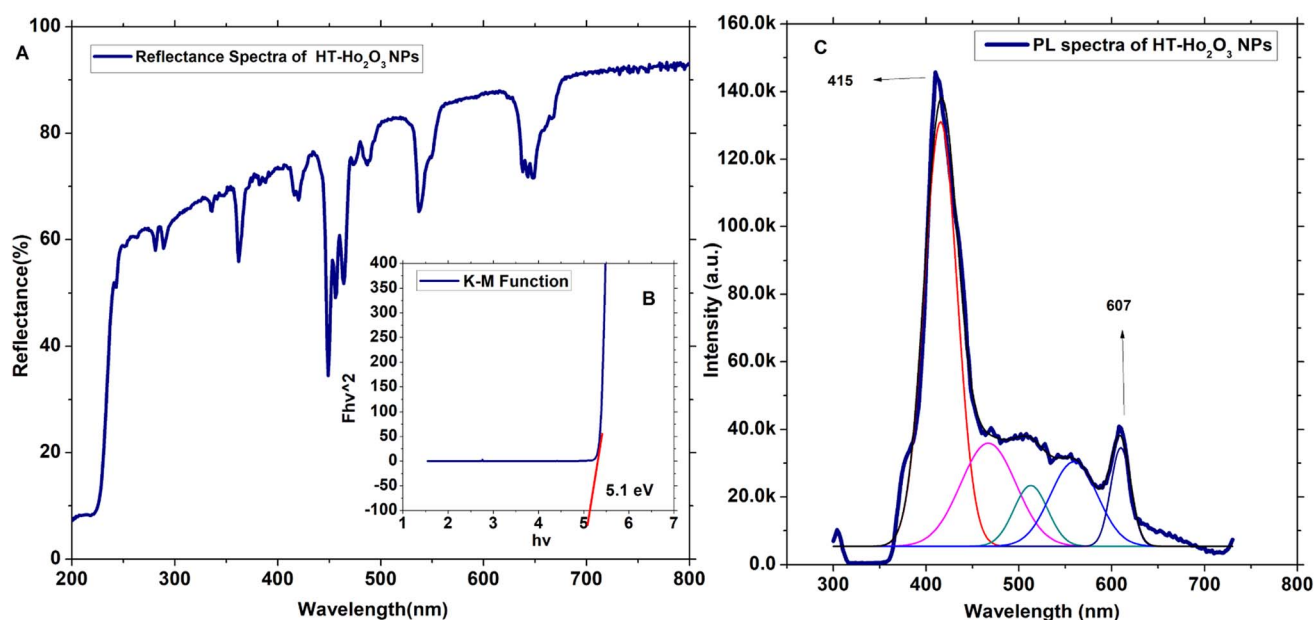 A
Reflectance Spectra of HT-Ho₂O₃ NPs
Reflectance(%)
100
80
60
40
20
0
200
300
400
500
600
700
800
Wavelength(nm)
B
K-M Function
Fhv^2
400
350
300
250
200
150
100
50
0
-50
-100
1
2
3
4
5
6
7
hv
5.1 eV
C
PL spectra of HT-Ho₂O₃ NPs
415
607
Intensity (a.u.)
160.0k
140.0k
120.0k
100.0k
80.0k
60.0k
40.0k
20.0k
0.0
300
400
500
600
700
800
Wavelength (nm)